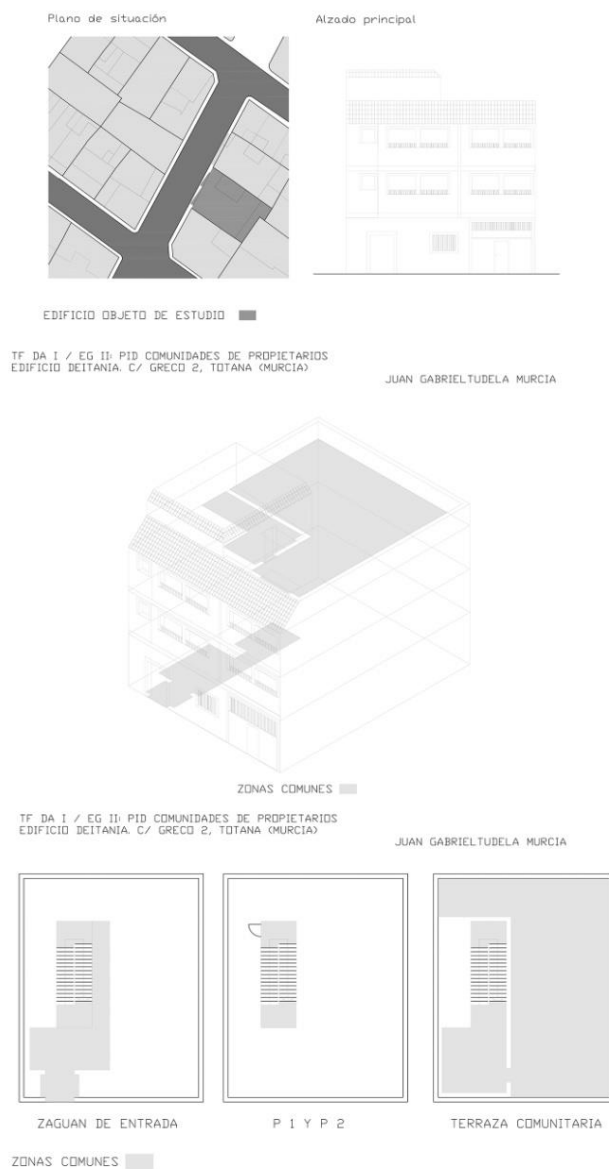 Plano de situación
Alzado principal
EDIFICIO OBJETO DE ESTUDIO
TF DA I / EG II: PID COMUNIDADES DE PROPIETARIOS
EDIFICIO DEITANIA. C/ GRECO 2, TOTANA (MURCIA)
JUAN GABRIELTUDELA MURCIA
ZONAS COMUNES
TF DA I / EG II: PID COMUNIDADES DE PROPIETARIOS
EDIFICIO DEITANIA. C/ GRECO 2, TOTANA (MURCIA)
JUAN GABRIELTUDELA MURCIA
ZAGUAN DE ENTRADA
P 1 Y P 2
TERRAZA COMUNITARIA
ZONAS COMUNES